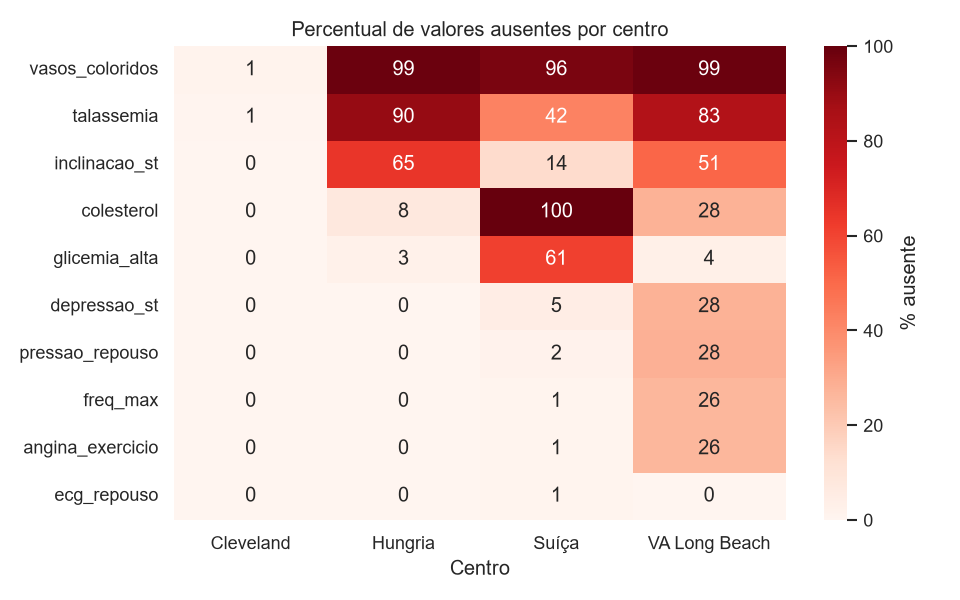 Percentual de valores ausentes por centro
vasos_coloridos 1 99 96 99
talassemia 1 90 42 83
inclinacao_st 0 65 14 51
colesterol 0 8 100 28
glicemia_alta 0 3 61 4
depressao_st 0 0 5 28
pressao_repouso 0 0 2 28
freq_max 0 0 1 26
angina_exercicio 0 0 1 26
ecg_repouso 0 0 1 0
Cleveland Hungria Suíça VA Long Beach
Centro
100
80
60
40
20
0
% ausente